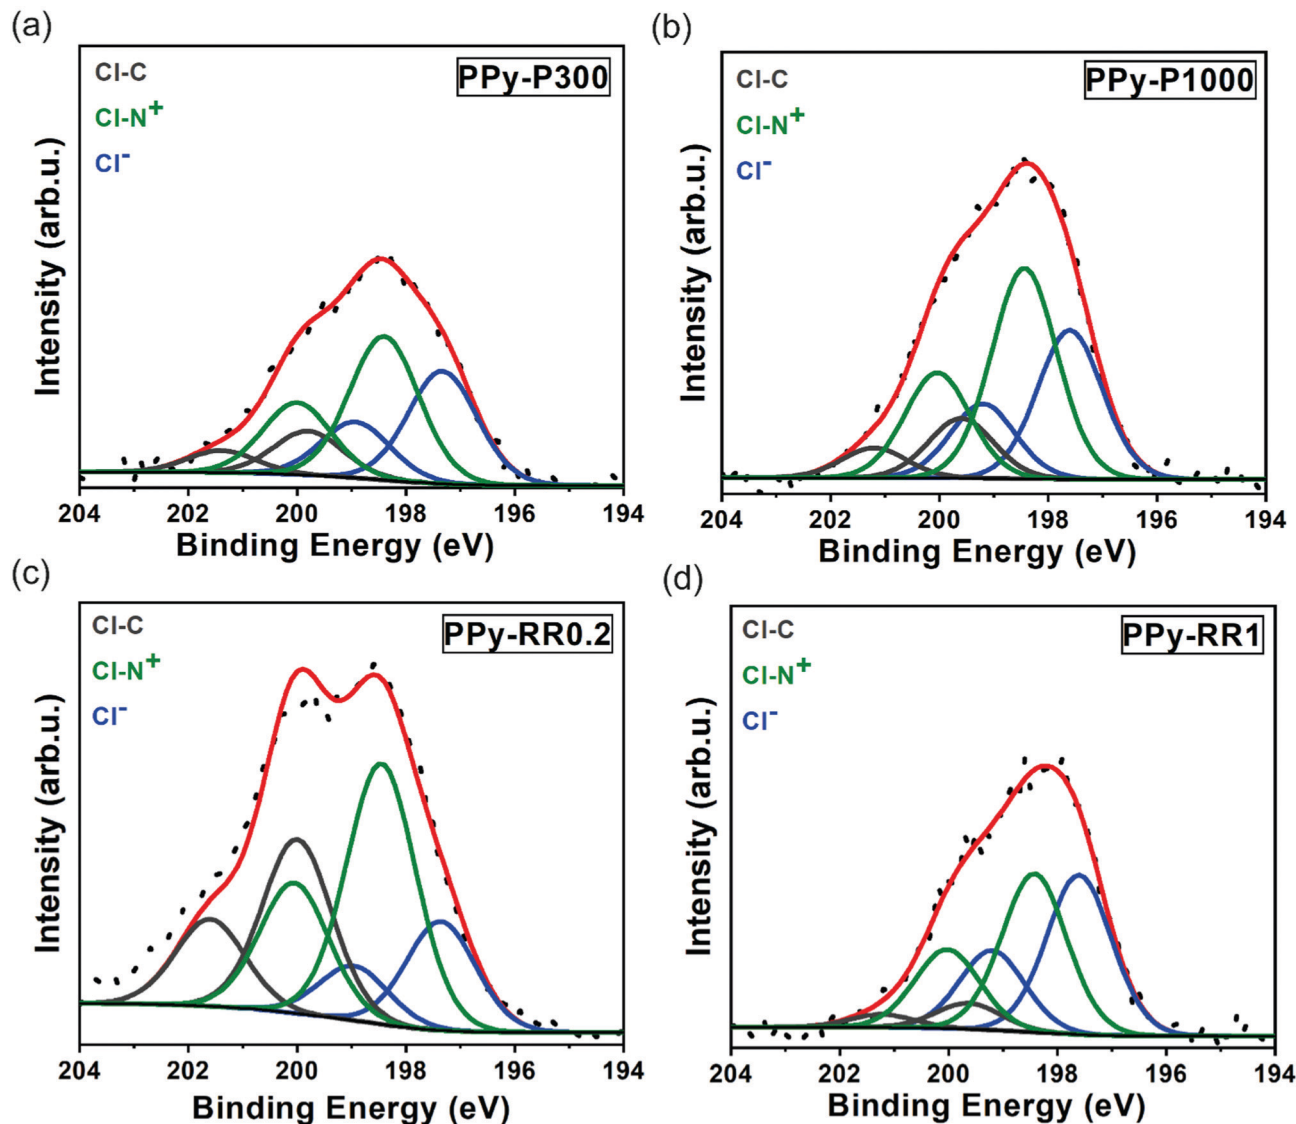 (a)
Cl-C
Cl-N+
Cl-
PPy-P300
Intensity (arb.u.)
204 202 200 198 196 194
Binding Energy (eV)
(b)
Cl-C
Cl-N+
Cl-
PPy-P1000
Intensity (arb.u.)
204 202 200 198 196 194
Binding Energy (eV)
(c)
Cl-C
Cl-N+
Cl-
PPy-RR0.2
Intensity (arb.u.)
204 202 200 198 196 194
Binding Energy (eV)
(d)
Cl-C
Cl-N+
Cl-
PPy-RR1
Intensity (arb.u.)
204 202 200 198 196 194
Binding Energy (eV)